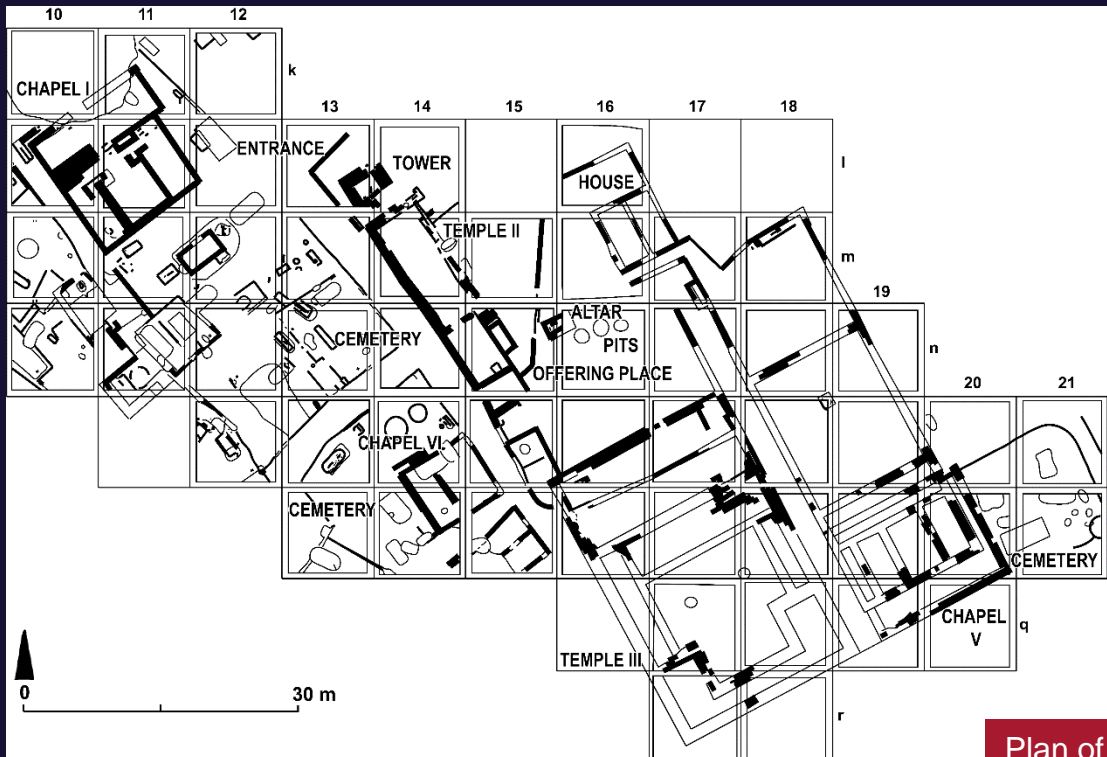 10 11 12
k
CHAPEL I
13 14 15 16 17 18
ENTRANCE
TOWER
l
HOUSE
TEMPLE II
m
19
ALTAR
CEMETERY
PITS
n
OFFERING PLACE
20 21
CHAPEL VI
CEMETERY
CEMETERY
CHAPEL
V
q
TEMPLE III
0 30 m
r
Plan of